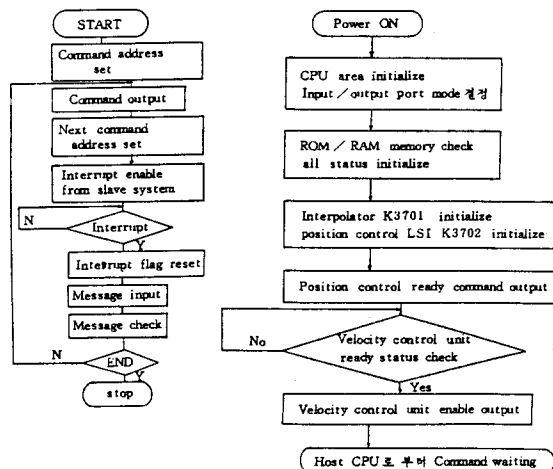 START
Command address
set
Command output
Next command
address set
Interrupt enable
from slave system
N
Interrupt
Y
Interrupt flag reset
Message input
Message check
N
END
Y
stop
Power ON
CPU area initialize
Input／output port mode 결정
ROM／RAM memory check
all status initialize
Interpolator K3701 initialize
position control LSI K3702 initialize
Position control ready command output
No
Velocity control unit
ready status check
Yes
Velocity control unit enable output
Host CPU로 부터 Command waiting